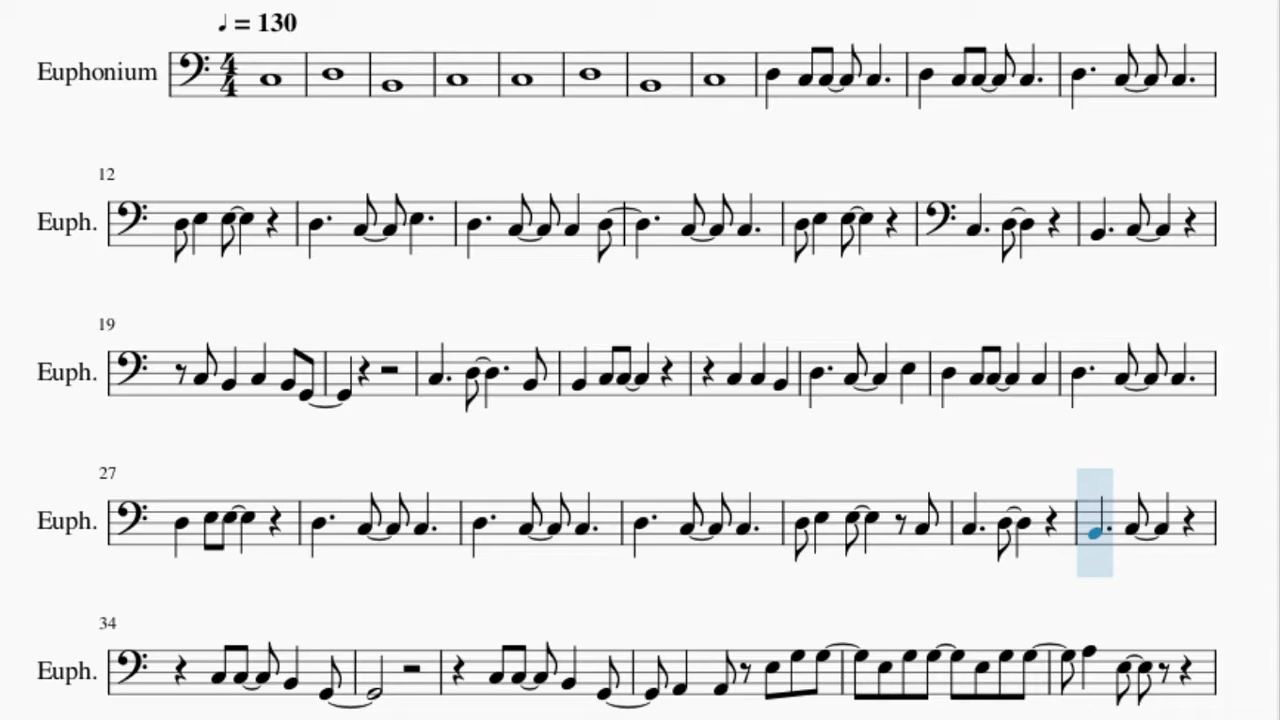 ♩ = 130
Euphonium
4
4
12
Euph.
19
Euph.
27
Euph.
34
Euph.